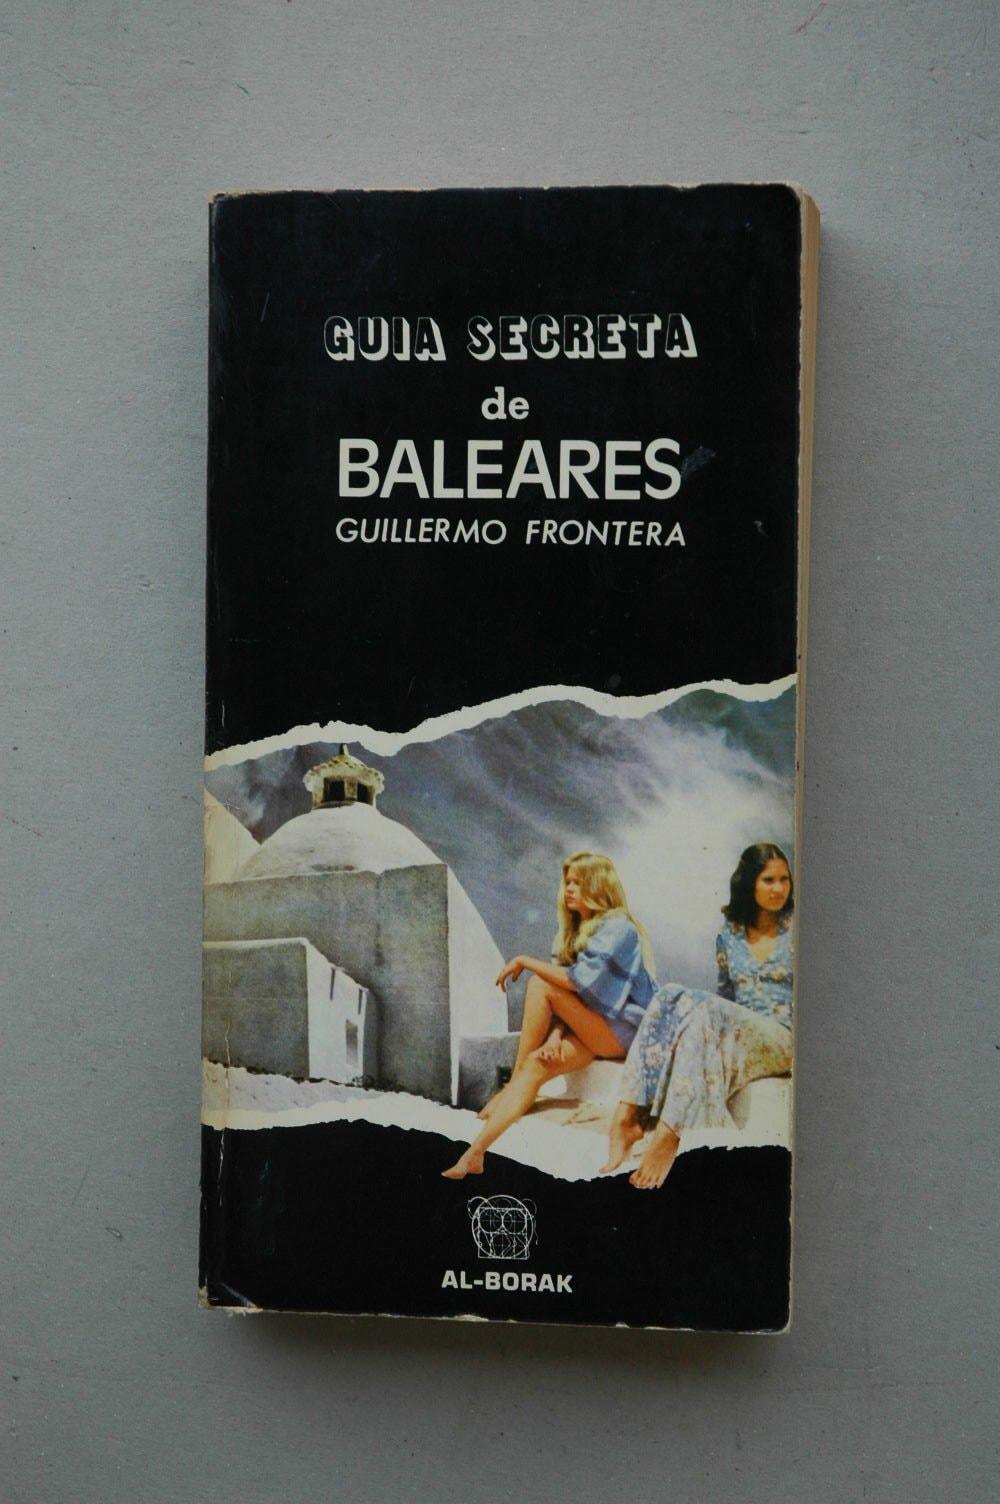 GUIA SECRETA
de
BALEARES
GUILLERMO FRONTERA
AL-BORAK